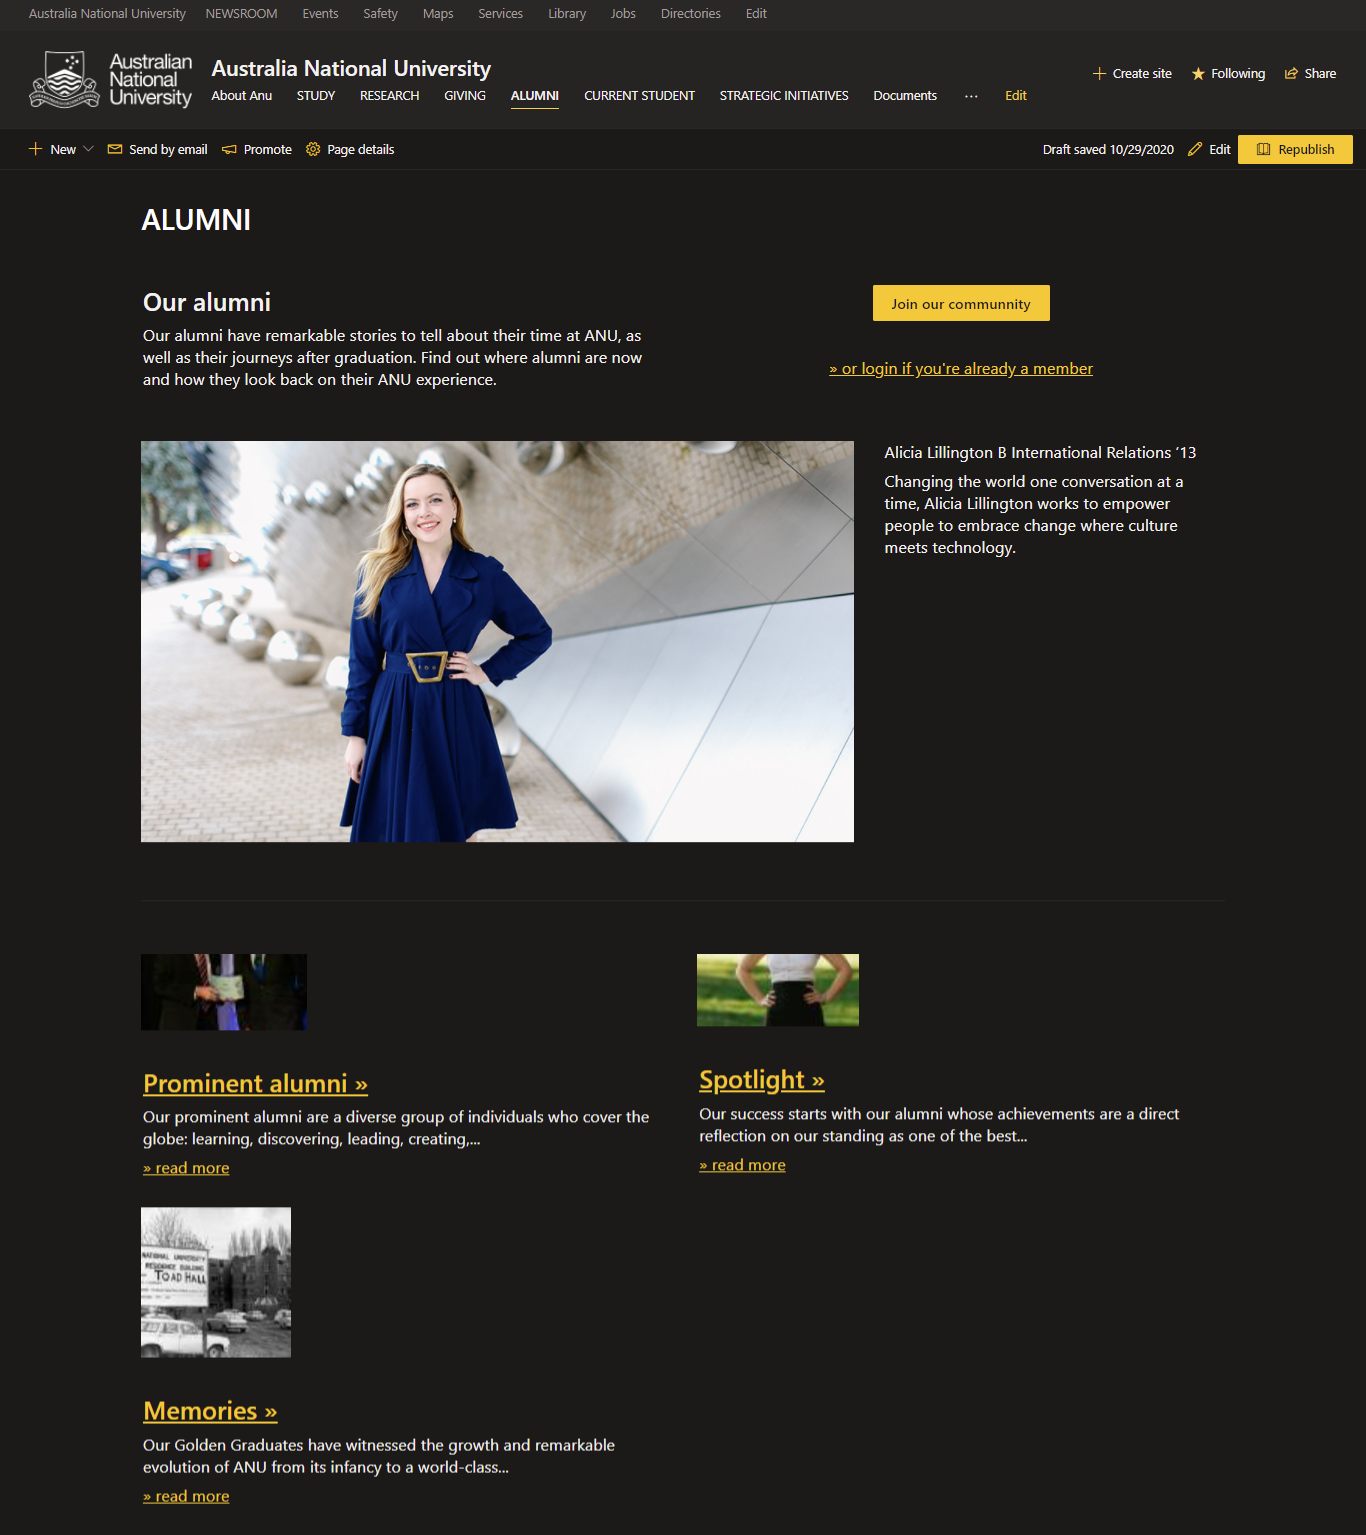 Australia National University NEWSROOM Events Safety Maps Services Library Jobs Directories Edit
Australian
National
University
Australia National University
About Anu STUDY RESEARCH GIVING ALUMNI CURRENT STUDENT STRATEGIC INITIATIVES Documents ... Edit
Create site Following Share
New Send by email Promote Page details Draft saved 10/29/2020 Edit Republish
ALUMNI
Our alumni
Our alumni have remarkable stories to tell about their time at ANU, as
well as their journeys after graduation. Find out where alumni are now
and how they look back on their ANU experience.
Join our communnity
» or login if you're already a member
Alicia Lillington B International Relations ’13
Changing the world one conversation at a
time, Alicia Lillington works to empower
people to embrace change where culture
meets technology.
Prominent alumni »
Our prominent alumni are a diverse group of individuals who cover the
globe: learning, discovering, leading, creating,...
» read more
Spotlight »
Our success starts with our alumni whose achievements are a direct
reflection on our standing as one of the best...
» read more
NATIONAL UNIVERSITY
RESIDENCE BUILDING
TOAD HALL
Memories »
Our Golden Graduates have witnessed the growth and remarkable
evolution of ANU from its infancy to a world-class...
» read more